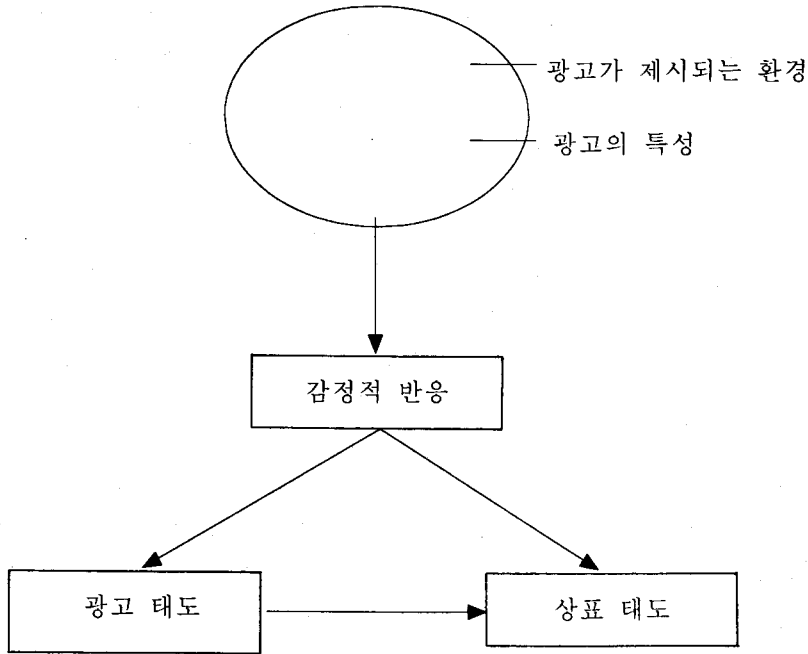 광고가 제시되는 환경
광고의 특성
감정적 반응
광고 태도
상표 태도